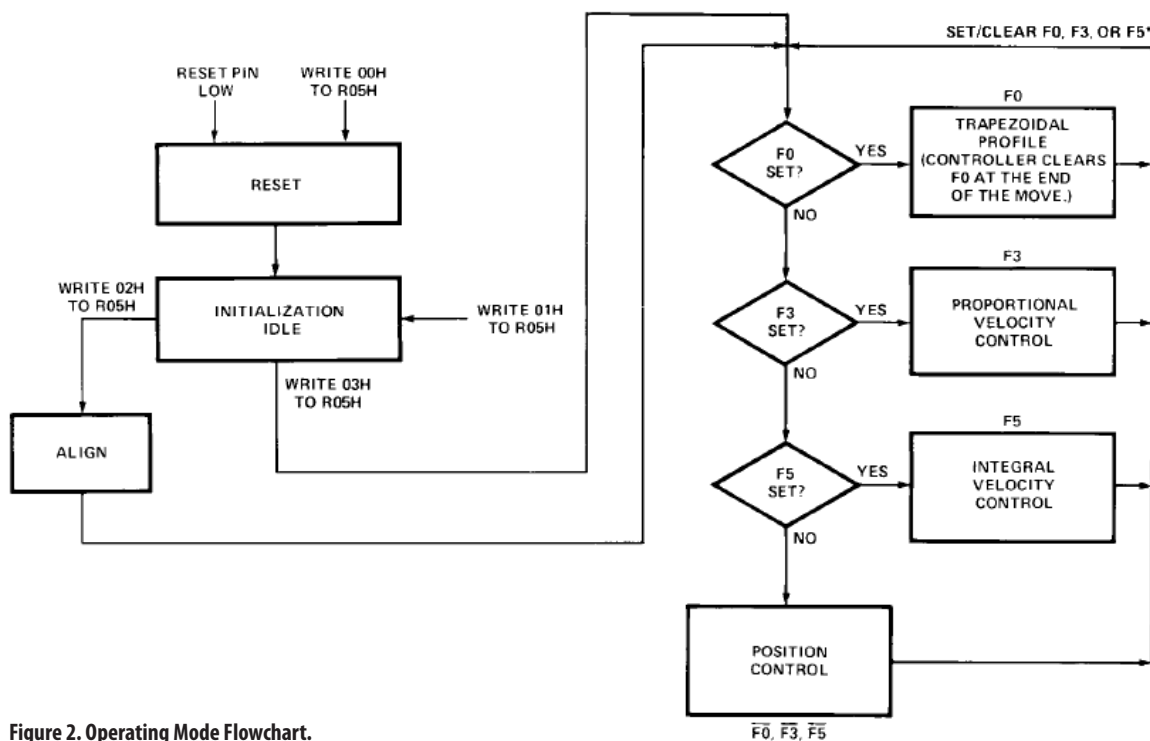 SET/CLEAR F0, F3, OR F5*
RESET PIN
LOW
WRITE 00H
TO R05H
RESET
WRITE 02H
TO R05H
INITIALIZATION
IDLE
WRITE 01H
TO R05H
WRITE 03H
TO R05H
ALIGN
F0
SET?
YES
NO
F0
TRAPEZOIDAL
PROFILE
(CONTROLLER CLEARS
F0 AT THE END
OF THE MOVE.)
F3
SET?
YES
NO
F3
PROPORTIONAL
VELOCITY
CONTROL
F5
SET?
YES
NO
F5
INTEGRAL
VELOCITY
CONTROL
POSITION
CONTROL
F̅0̅, F̅3̅, F̅5̅
Figure 2. Operating Mode Flowchart.